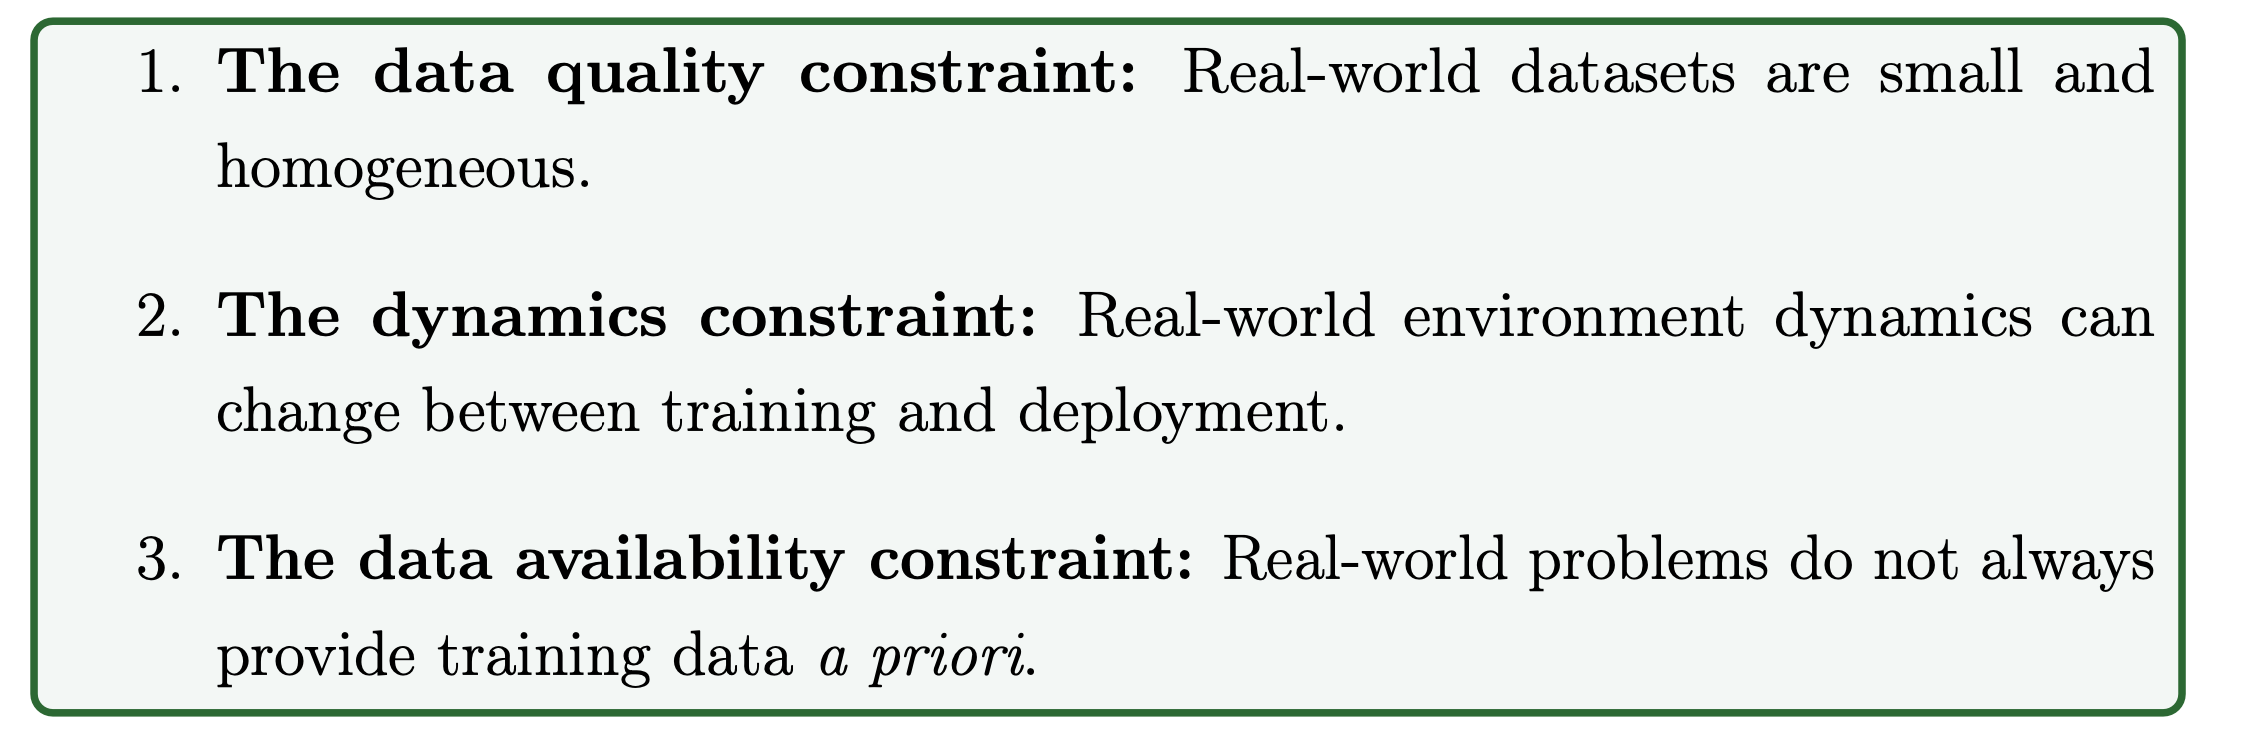 1. The data quality constraint: Real-world datasets are small and
homogeneous.
2. The dynamics constraint: Real-world environment dynamics can
change between training and deployment.
3. The data availability constraint: Real-world problems do not always
provide training data a priori.